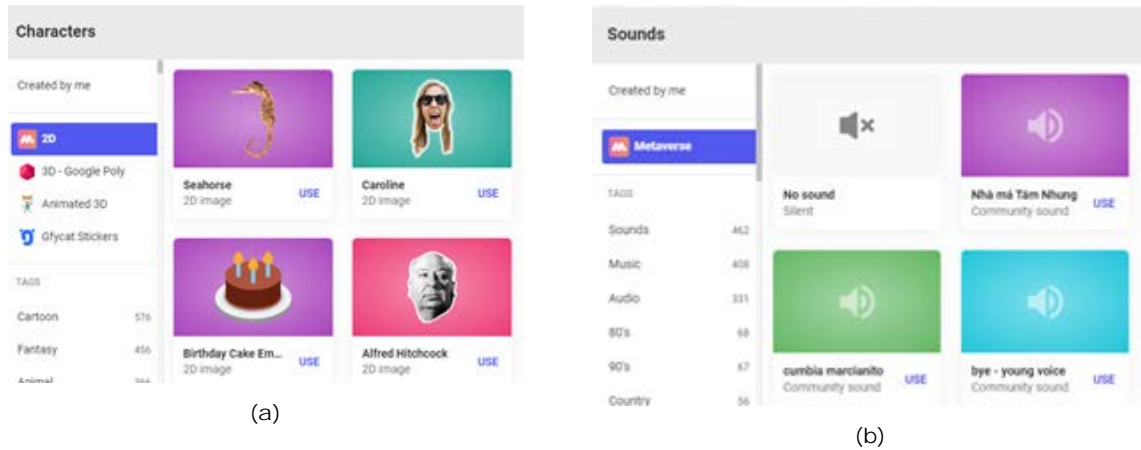 Characters
Created by me
2D
3D - Google Poly
Animated 3D
Gfycat Stickers
TAGS
Cartoon 576
Fantasy 456
Animal
Seahorse
2D image
USE
Caroline
2D image
USE
Birthday Cake Em...
2D image
USE
Alfred Hitchcock
2D image
USE
(a)
Sounds
Created by me
Metaverse
TAGS
Sounds 462
Music 408
Audio 331
80's 68
90's 67
Country 56
No sound
Silent
Nhà má Tám Nhung
Community sound
USE
cumbia marcianito
Community sound
USE
bye - young voice
Community sound
USE
(b)